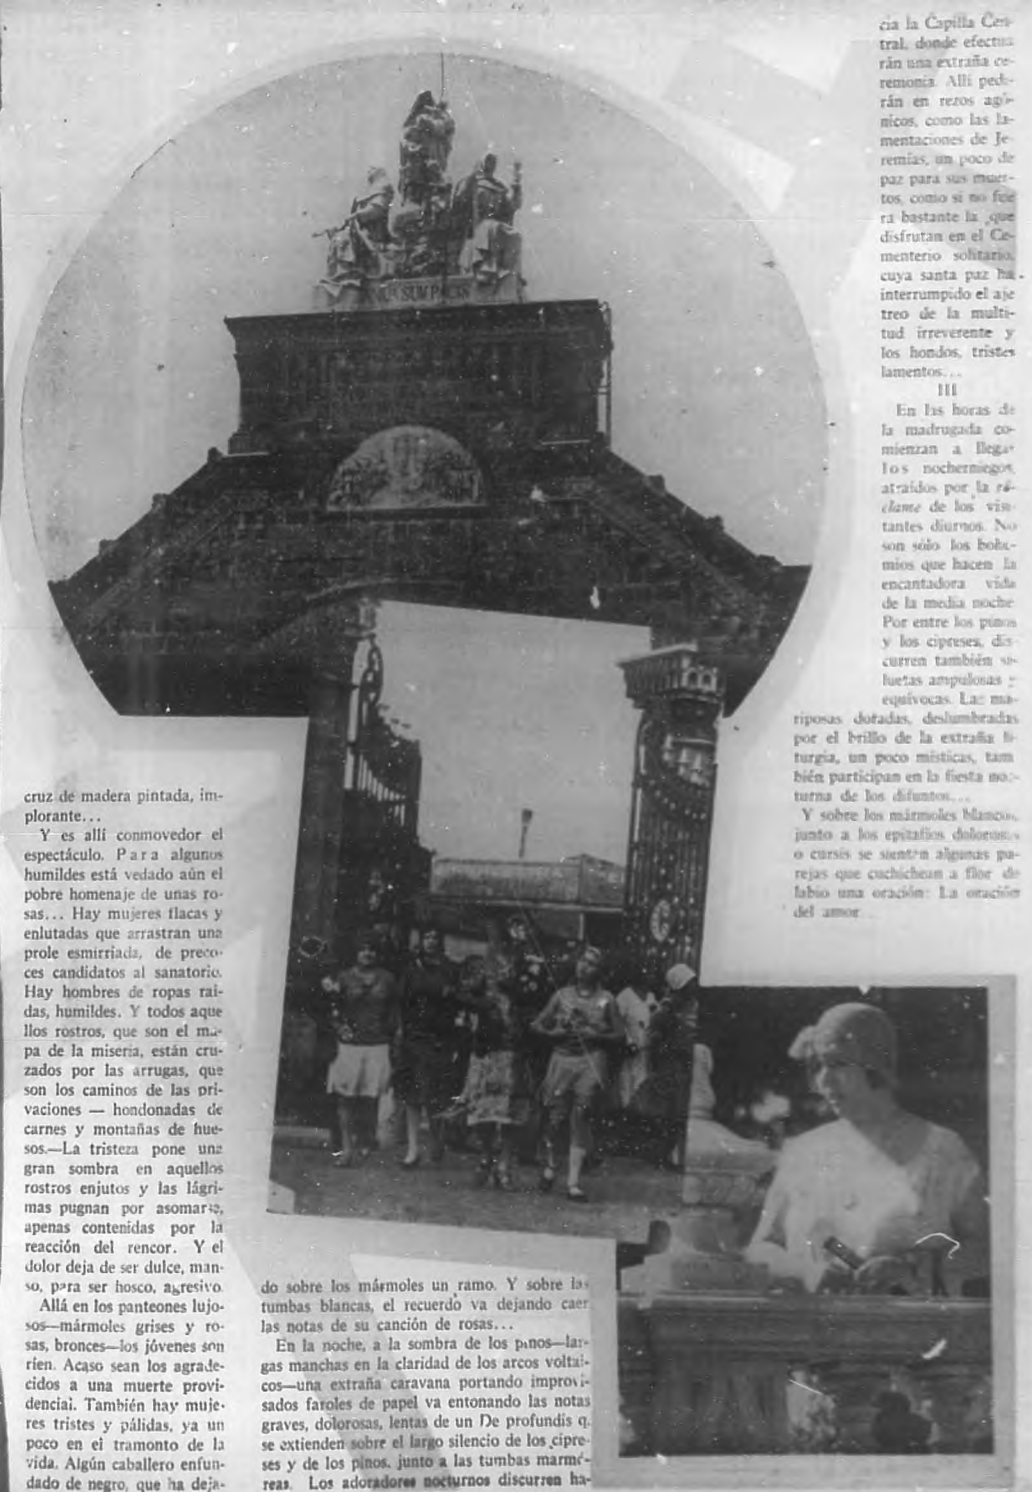 cruz de madera pintada, im-
plorante...
Y es allí conmovedor el
espectáculo. Para algunos
humildes está vedado aún el
pobre homenaje de unas ro-
sas... Hay mujeres flacas y
enlutadas que arrastran una
prole esmirriada, de preco-
ces candidatos al sanatorio.
Hay hombres de ropas rai-
das, humildes. Y todos aque
llos rostros, que son el ma-
pa de la miseria, están cru-
zados por las arrugas, que
son los caminos de las pri-
vaciones — hondonadas de
carnes y montañas de hue-
sos.—La tristeza pone una
gran sombra en aquellos
rostros enjutos y las lágri-
mas pugnan por asomarse,
apenas contenidas por la
reacción del rencor. Y el
dolor deja de ser dulce, man-
so, para ser hosco, agresivo.
Allá en los panteones lujo-
sos—mármoles grises y ro-
sas, bronces—los jóvenes son
rien. Acaso sean los agrade-
cidos a una muerte provi-
dencial. También hay muje-
res tristes y pálidas, ya un
poco en el tramonto de la
vida. Algún caballero enfun-
dado de negro, que ha deja-
do sobre los mármoles un ramo. Y sobre las
tumbas blancas, el recuerdo va dejando caer
las notas de su canción de rosas...
En la noche, a la sombra de los pinos—lar-
gas manchas en la claridad de los arcos voltai-
cos—una extraña caravana portando improvi-
sados faroles de papel va entonando las notas
graves, dolorosas, lentas de un De profundis q.
se extienden sobre el largo silencio de los cipre-
ses y de los pinos, junto a las tumbas marmó-
reas. Los adoradores nocturnos discurren ha-
cia la Capilla Cen-
tral, donde efectua
rán una extraña ce-
remonia. Allí pedi-
rán en rezos agó-
nicos, como las la-
mentaciones de Je-
remías, un poco de
paz para sus muer-
tos, como si no fue
ra bastante la que
disfrutan en el Ce-
menterio solitario,
cuya santa paz ha
interrumpido el aje
treo de la multi-
tud irreverente y
los hondos, tristes
lamentos...
III
En las horas de
la madrugada co-
mienzan a llegar
los nocherniegos,
atraídos por la ré-
clame de los visi-
tantes diurnos. No
son sólo los bohe-
mios que hacen la
encantadora vida
de la media noche
Por entre los pinos
y los cipreses, dis-
curren también si-
luetas ampulosas y
equívocas. Las ma-
riposas doradas, deslumbradas
por el brillo de la extraña li-
turgia, un poco místicas, tam
bién participan en la fiesta noc-
turna de los difuntos...
Y sobre los mármoles blancos,
junto a los epitafios dolorosos
o cursis se sienten algunas pa-
rejas que cuchichean a flor de
labio una oración: La oración
del amor...
JANUA SUM PACIS